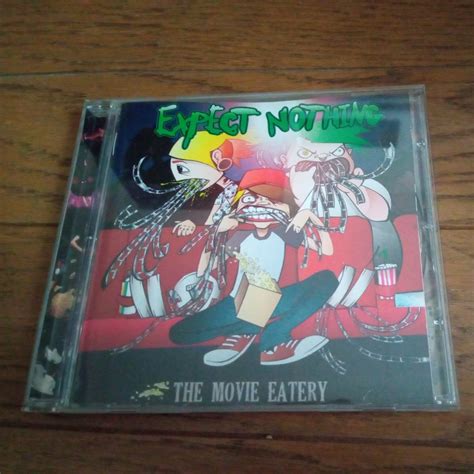 EXPECT NOTHING
THE MOVIE EATERY